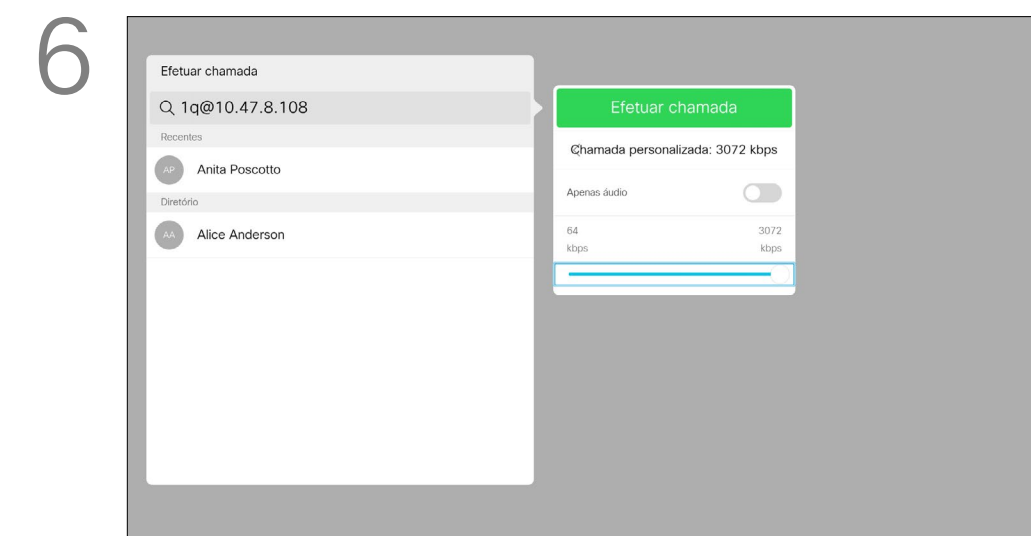 6
Efetuar chamada
1q@10.47.8.108
Recentes
AP Anita Poscotto
Diretório
AA Alice Anderson
Efetuar chamada
Chamada personalizada: 3072 kbps
Apenas áudio
64 3072
kbps kbps